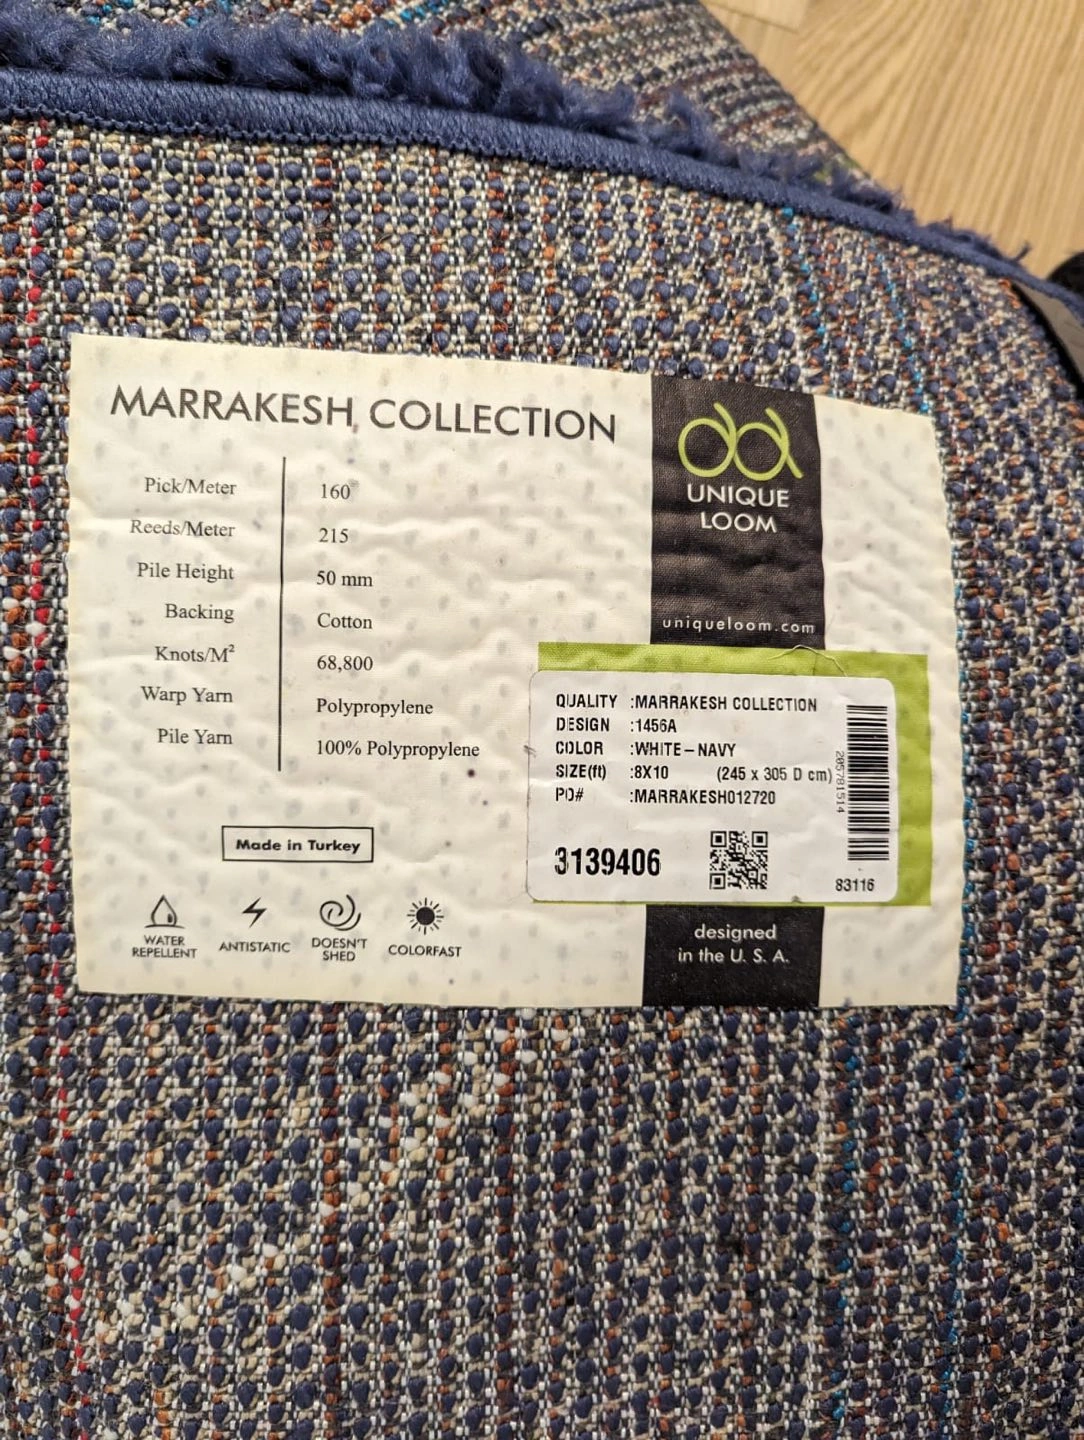 MARRAKESH COLLECTION
Pick/Meter 160
Reeds/Meter 215
Pile Height 50 mm
Backing Cotton
Knots/M² 68,800
Warp Yarn Polypropylene
Pile Yarn 100% Polypropylene
Made in Turkey
WATER REPELLENT
ANTISTATIC
DOESN'T SHED
COLORFAST
UNIQUE
LOOM
uniqueloom.com
QUALITY :MARRAKESH COLLECTION
DESIGN :1456A
COLOR :WHITE-NAVY
SIZE(ft) :8X10 (245 x 305 D cm)
PO# :MARRAKESH012720
3139406
205781514
83116
designed
in the U. S. A.